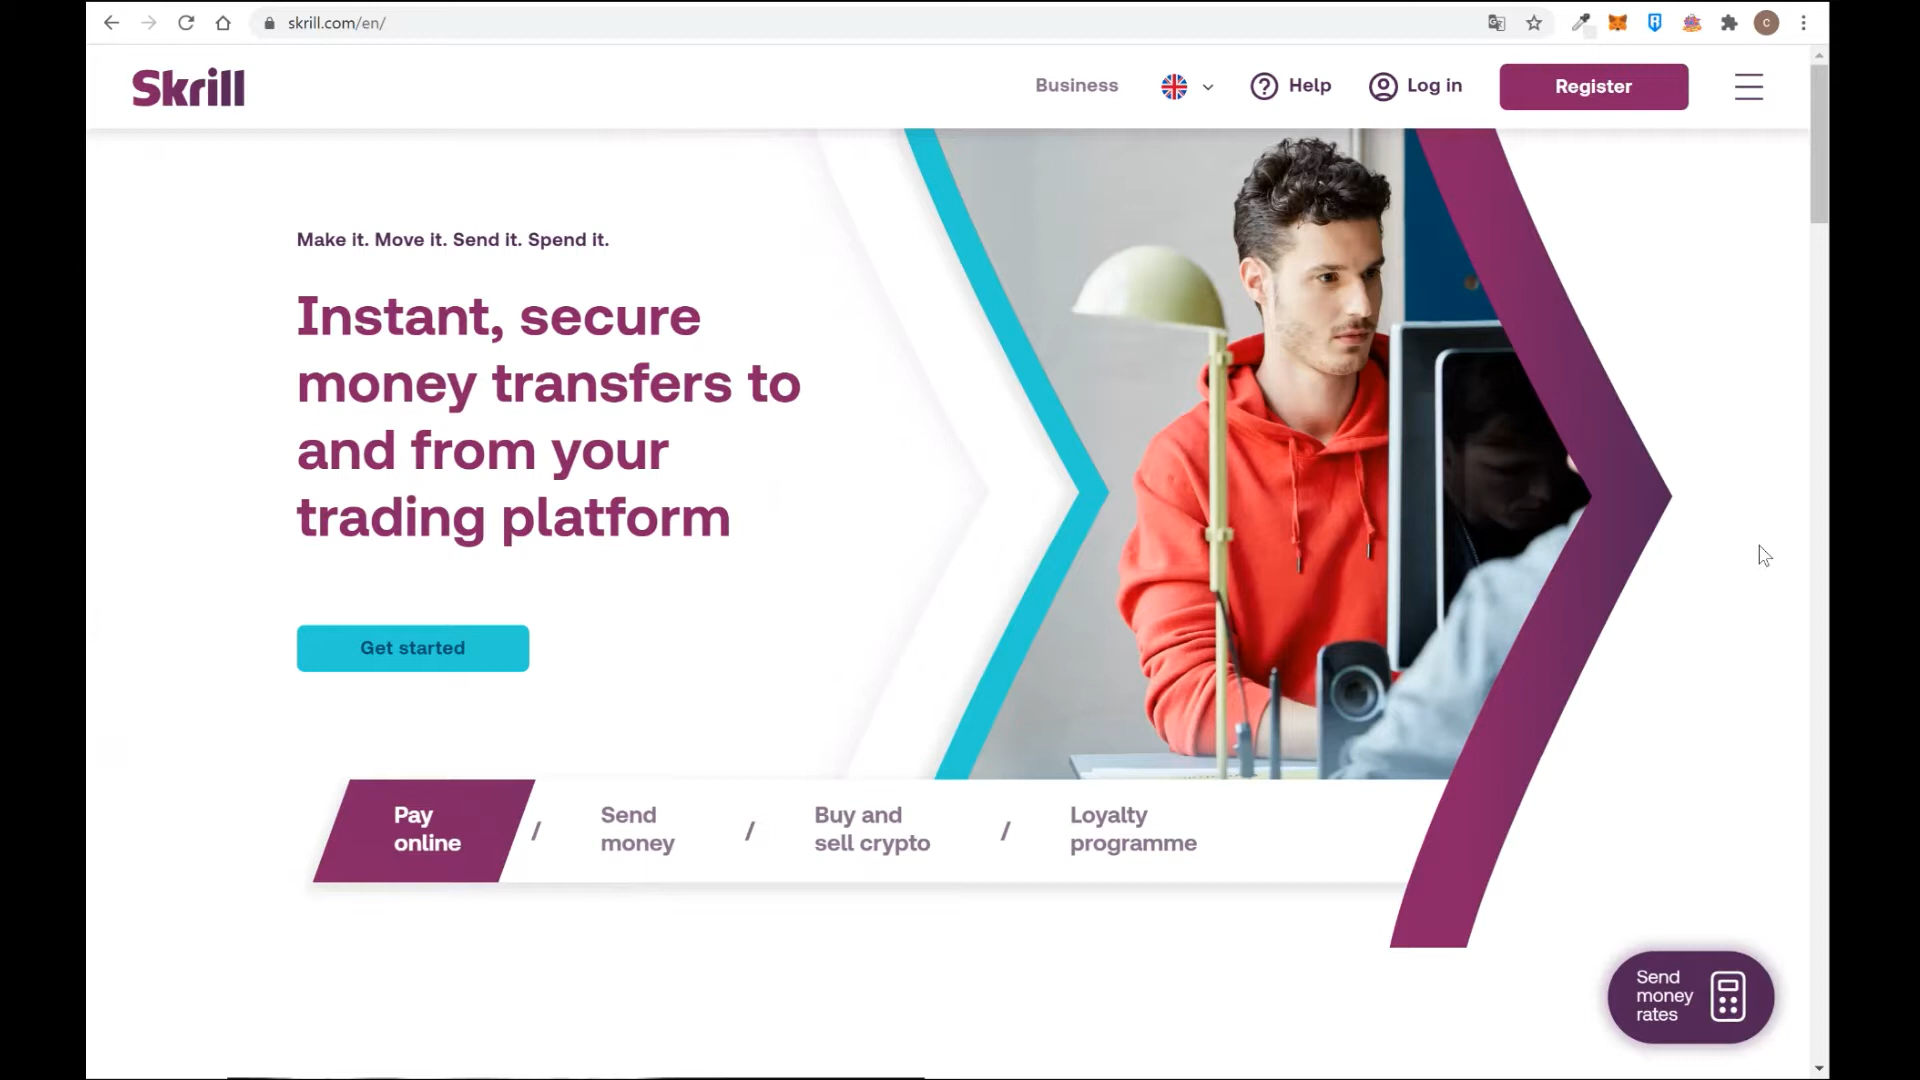 skrill.com/en/
C
Skrill
Business
Help
Log in
Register
Make it. Move it. Send it. Spend it.
Instant, secure
money transfers to
and from your
trading platform
Get started
Pay
online
/
Send
money
/
Buy and
sell crypto
/
Loyalty
programme
Send
money
rates